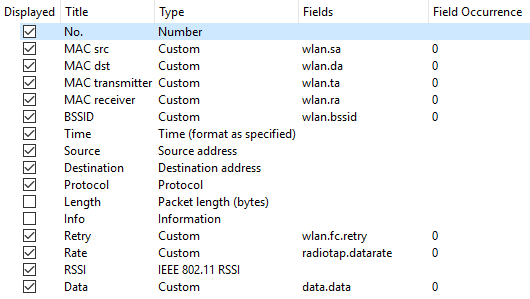 Displayed Title Type Fields Field Occurrence
No. Number
MAC src Custom wlan.sa 0
MAC dst Custom wlan.da 0
MAC transmitter Custom wlan.ta 0
MAC receiver Custom wlan.ra 0
BSSID Custom wlan.bssid 0
Time Time (format as specified)
Source Source address
Destination Destination address
Protocol Protocol
Length Packet length (bytes)
Info Information
Retry Custom wlan.fc.retry 0
Rate Custom radiotap.datarate 0
RSSI IEEE 802.11 RSSI
Data Custom data.data 0